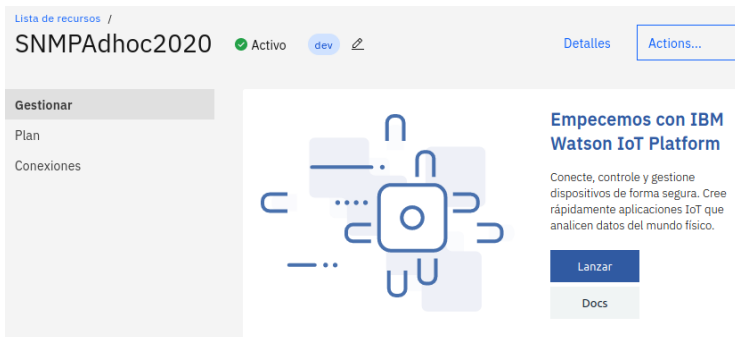 Lista de recursos /
SNMPAdhoc2020 Activo dev Detalles Actions...
Gestionar
Plan
Conexiones
Empecemos con IBM
Watson IoT Platform
Conecte, controle y gestione
dispositivos de forma segura. Cree
rápidamente aplicaciones IoT que
analicen datos del mundo físico.
Lanzar
Docs